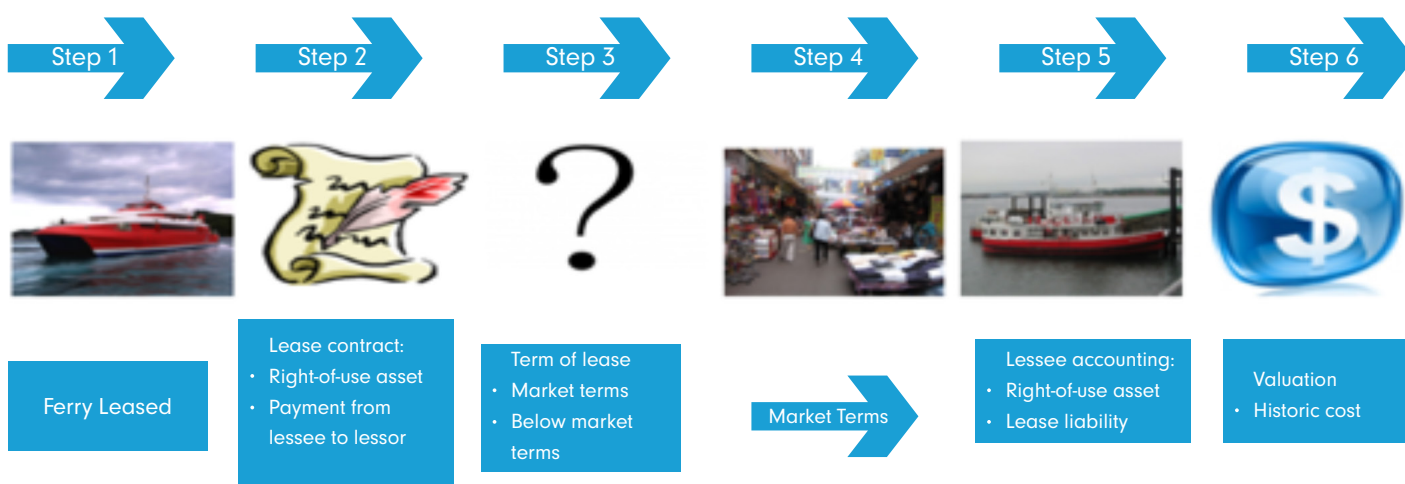 Step 1
Step 2
Step 3
Step 4
Step 5
Step 6
Ferry Leased
Lease contract:
• Right-of-use asset
• Payment from
lessee to lessor
Term of lease
• Market terms
• Below market
terms
Market Terms
Lessee accounting:
• Right-of-use asset
• Lease liability
Valuation
• Historic cost